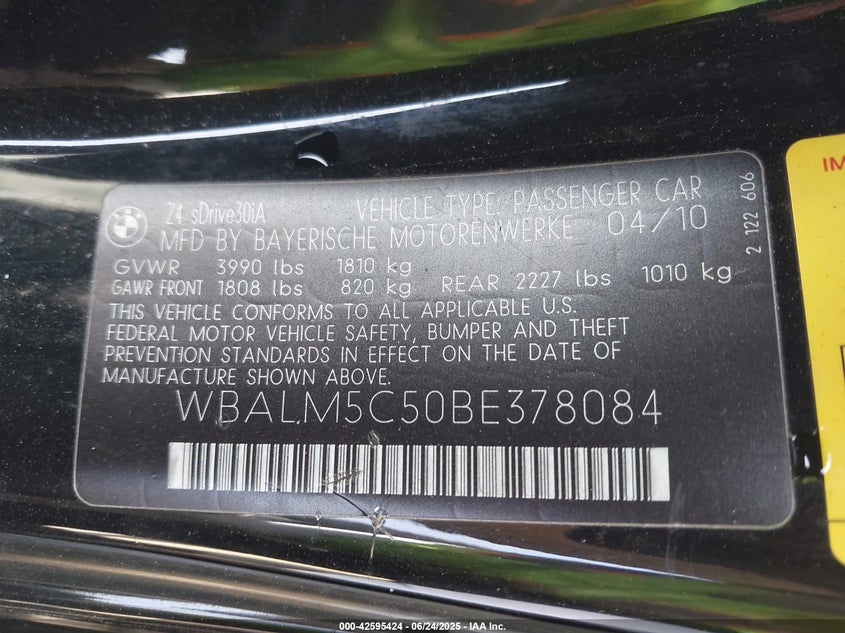 BMW
Z4 sDrive30iA VEHICLE TYPE: PASSENGER CAR
MFD BY BAYERISCHE MOTORENWERKE 04/10
GVWR 3990 lbs 1810 kg
GAWR FRONT 1808 lbs 820 kg REAR 2227 lbs 1010 kg
THIS VEHICLE CONFORMS TO ALL APPLICABLE U.S.
FEDERAL MOTOR VEHICLE SAFETY, BUMPER AND THEFT
PREVENTION STANDARDS IN EFFECT ON THE DATE OF
MANUFACTURE SHOWN ABOVE.
WBALM5C50BE378084
2 122 606
IM
000-42595424 - 06/24/2025 - IAA Inc.